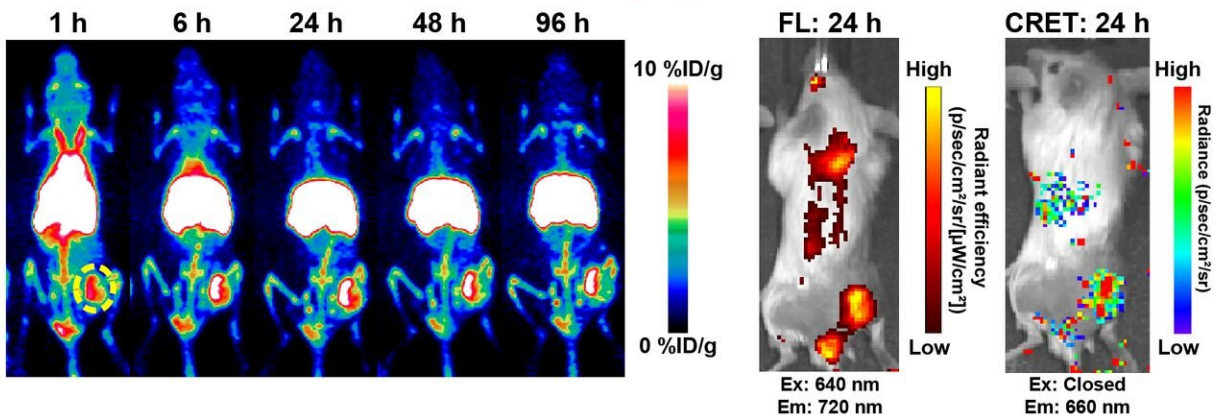 1 h 6 h 24 h 48 h 96 h
10 %ID/g
0 %ID/g
FL: 24 h
High
Low
Radiant efficiency
(p/sec/cm²/sr/[µW/cm²])
Ex: 640 nm
Em: 720 nm
CRET: 24 h
High
Low
Radiance (p/sec/cm²/sr)
Ex: Closed
Em: 660 nm